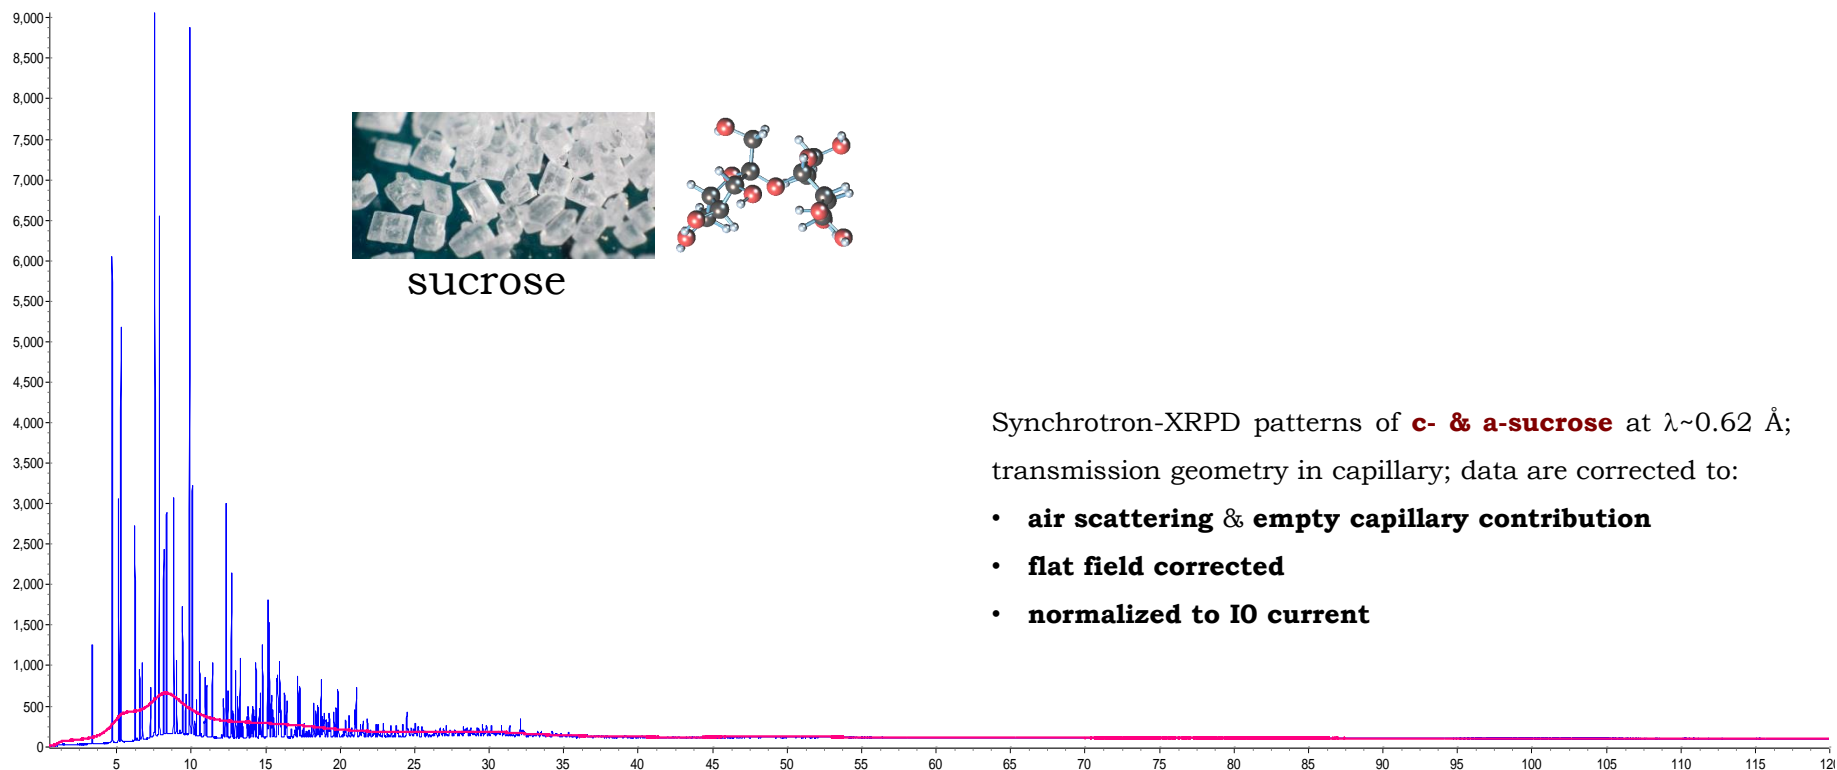 9,000
8,500
8,000
7,500
7,000
6,500
6,000
5,500
5,000
4,500
4,000
3,500
3,000
2,500
2,000
1,500
1,000
500
0
sucrose
Synchrotron-XRPD patterns of c- & a-sucrose at λ~0.62 Å;
transmission geometry in capillary; data are corrected to:
• air scattering & empty capillary contribution
• flat field corrected
• normalized to I0 current
5 10 15 20 25 30 35 40 45 50 55 60 65 70 75 80 85 90 95 100 105 110 115 120